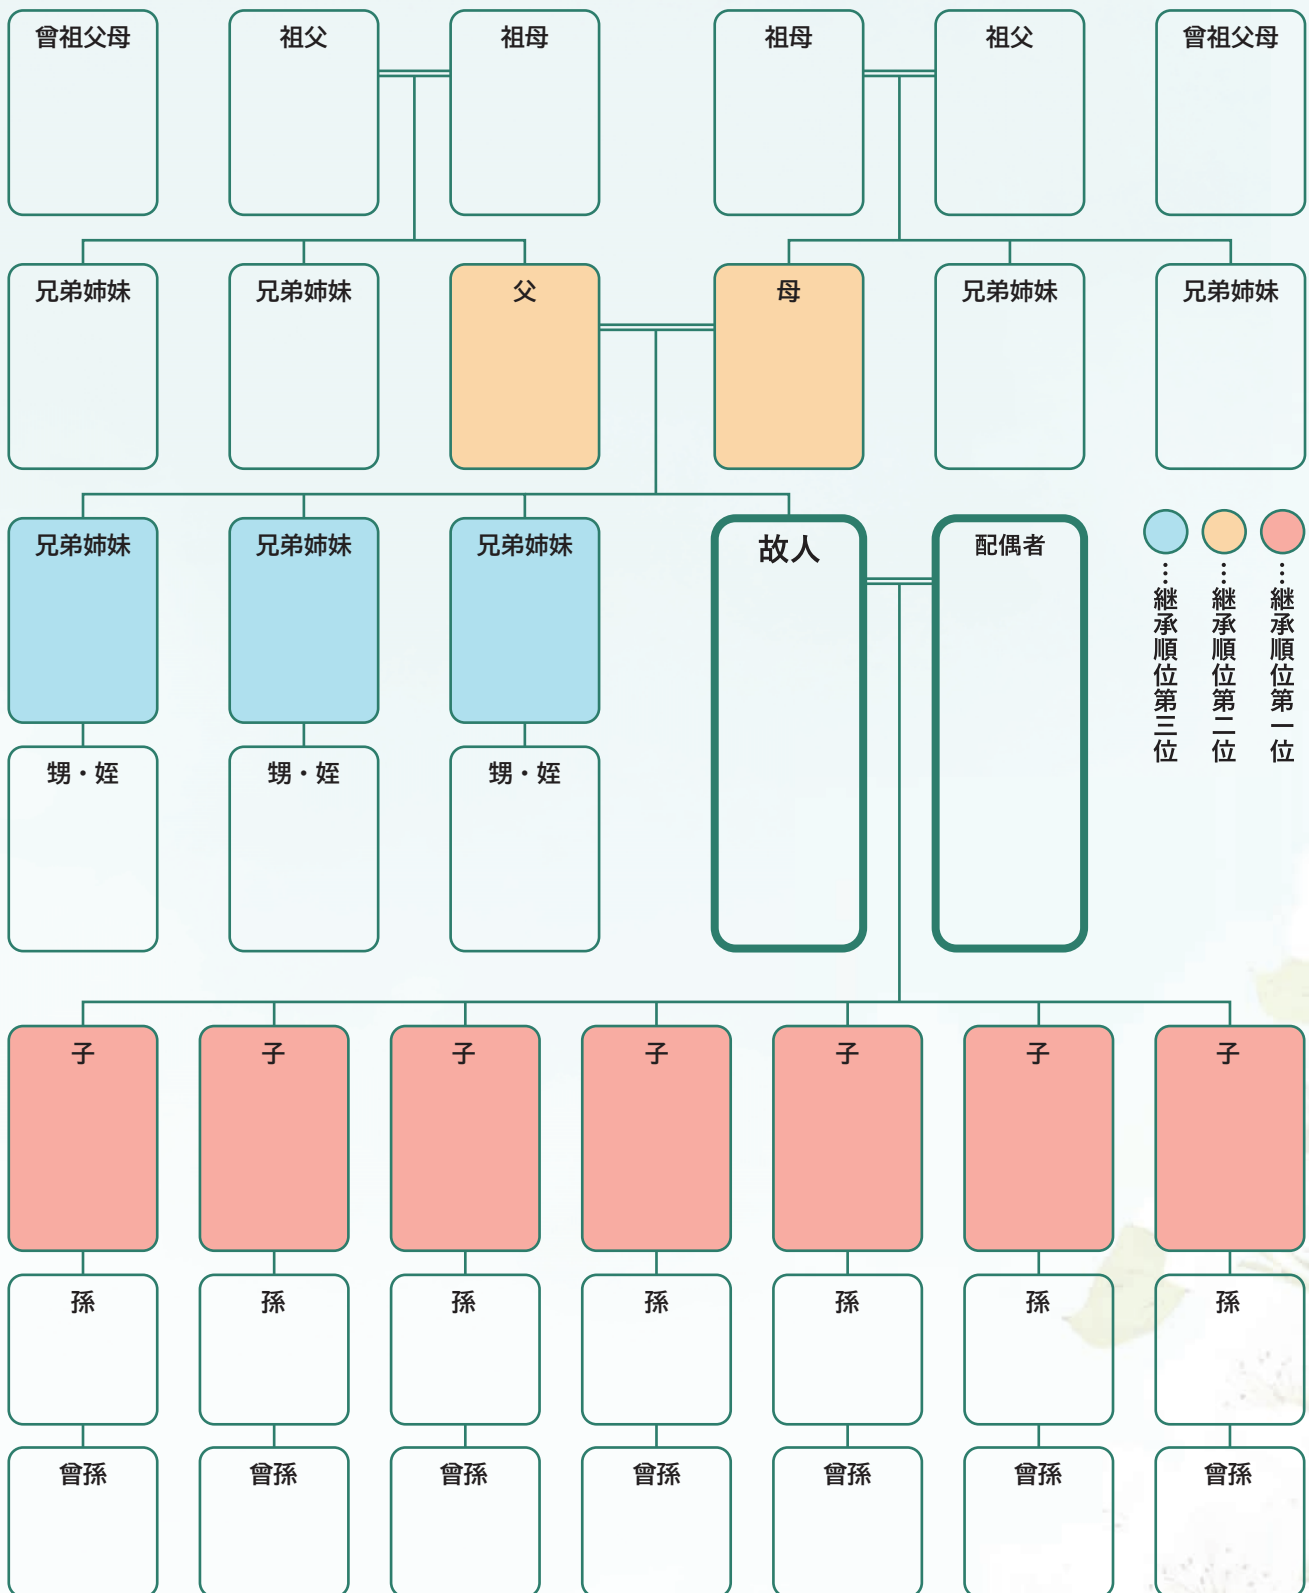 曾祖父母
祖父
祖母
祖母
祖父
曾祖父母
兄弟姉妹
兄弟姉妹
父
母
兄弟姉妹
兄弟姉妹
兄弟姉妹
兄弟姉妹
兄弟姉妹
故人
配偶者
…継承順位第一位
…継承順位第二位
…継承順位第三位
甥・姪
甥・姪
甥・姪
子
子
子
子
子
子
子
孫
孫
孫
孫
孫
孫
孫
曾孫
曾孫
曾孫
曾孫
曾孫
曾孫
曾孫